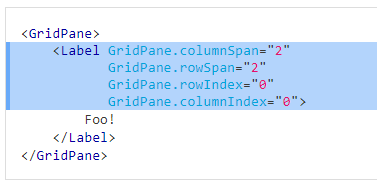 <GridPane>
    <Label GridPane.columnSpan="2"
           GridPane.rowSpan="2"
           GridPane.rowIndex="0"
           GridPane.columnIndex="0">
        Foo!
    </Label>
</GridPane>